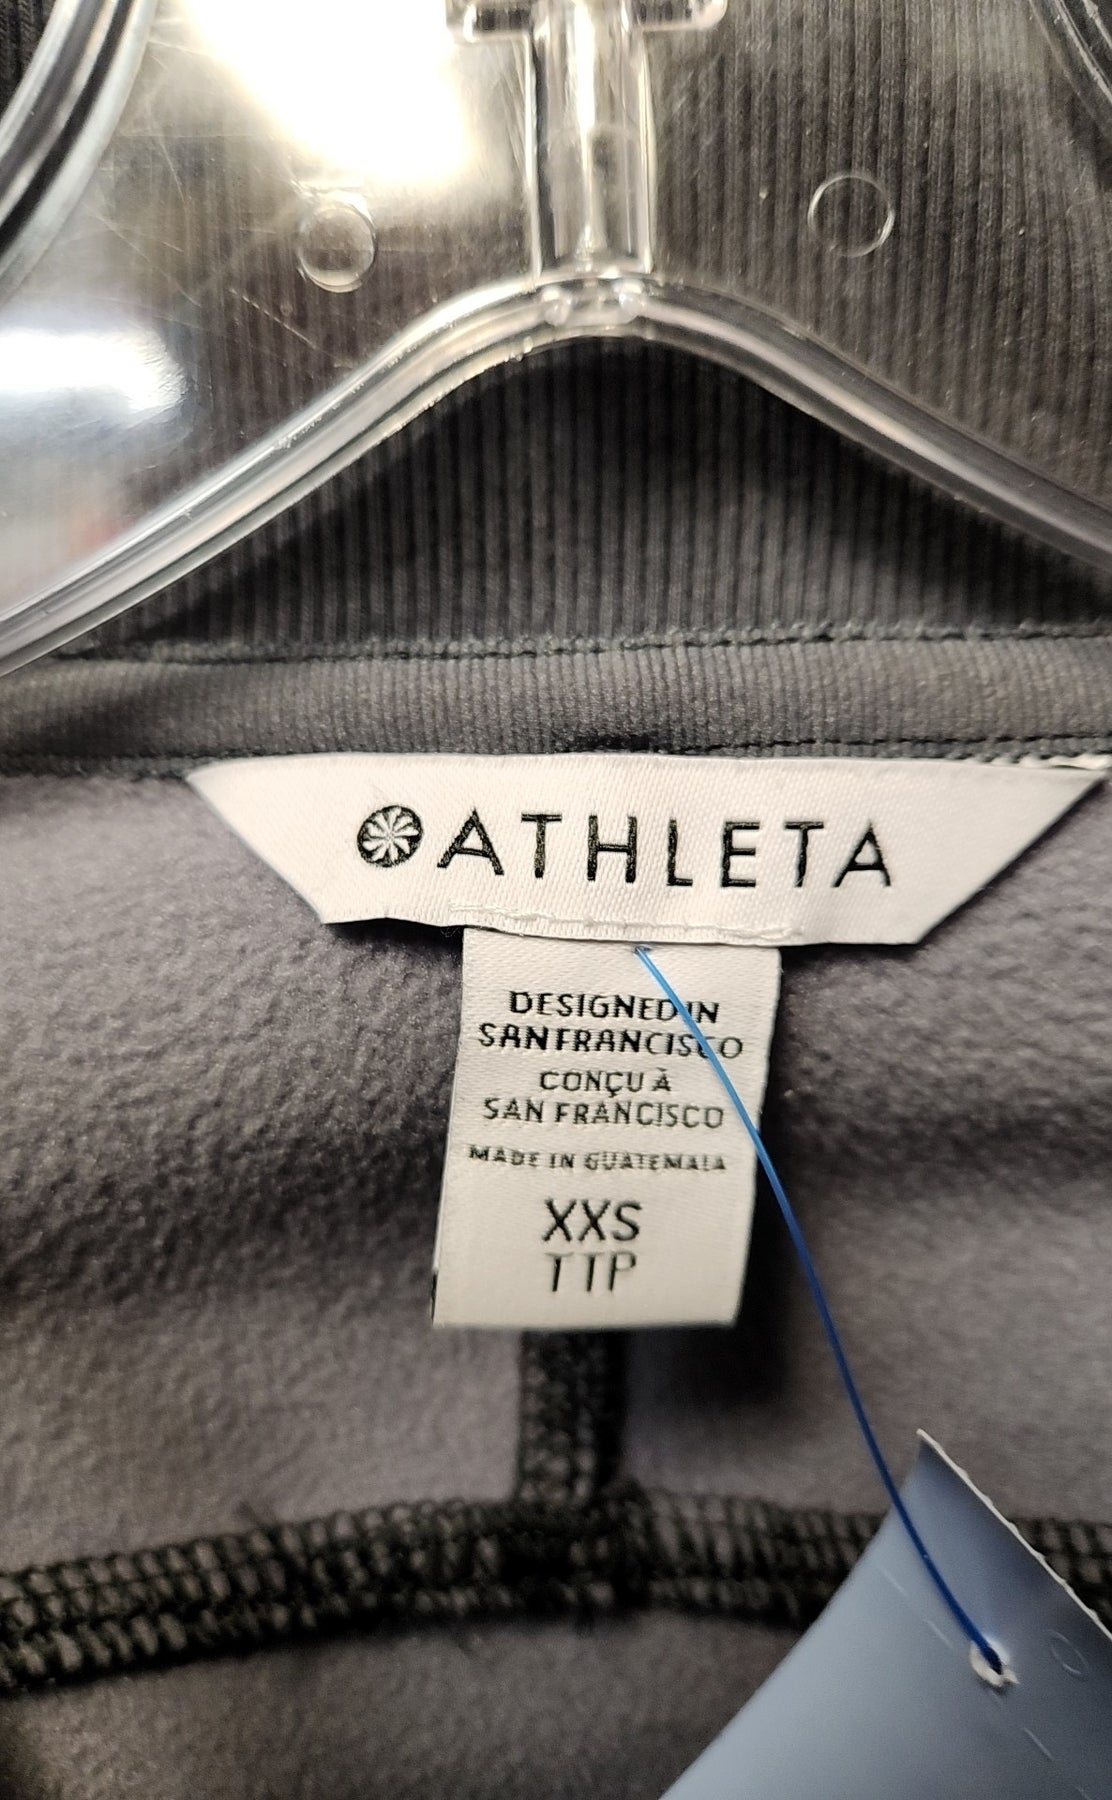 ATHLETA
DESIGNED IN
SAN FRANCISCO
CONÇU À
SAN FRANCISCO
MADE IN GUATEMALA
XXS
TTP